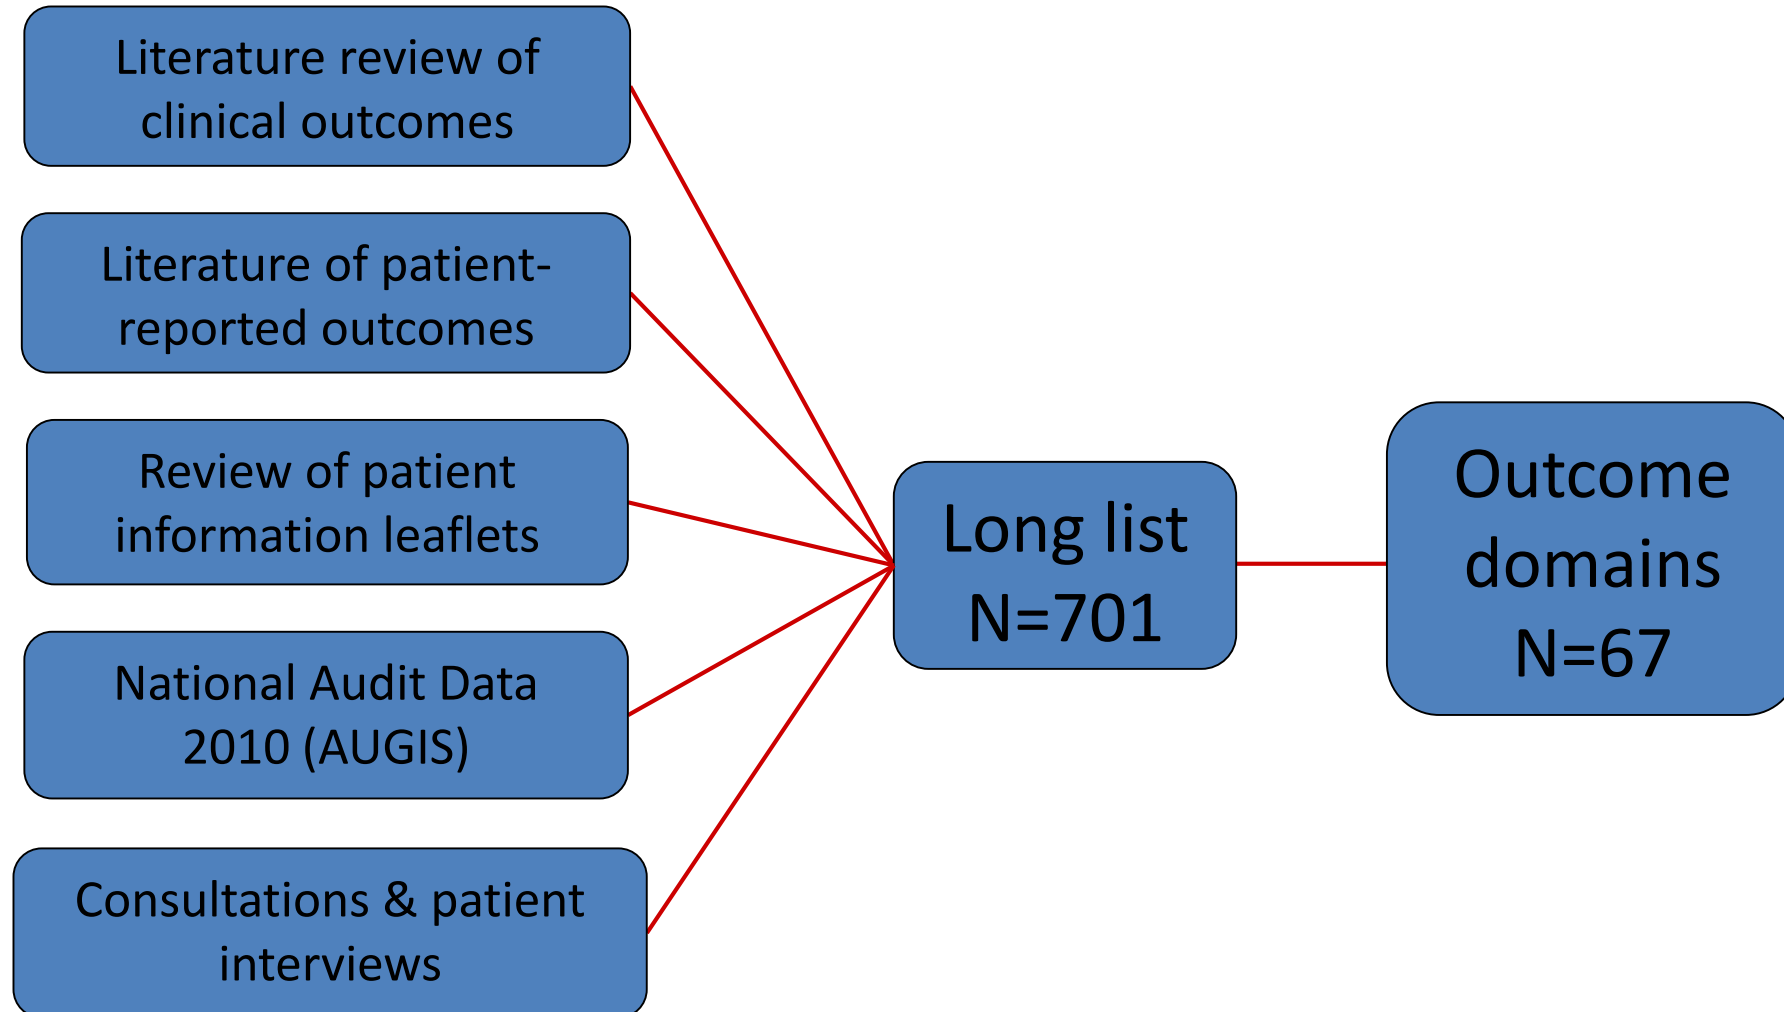 Literature review of
clinical outcomes
Literature of patient-
reported outcomes
Review of patient
information leaflets
National Audit Data
2010 (AUGIS)
Consultations & patient
interviews
Long list
N=701
Outcome
domains
N=67